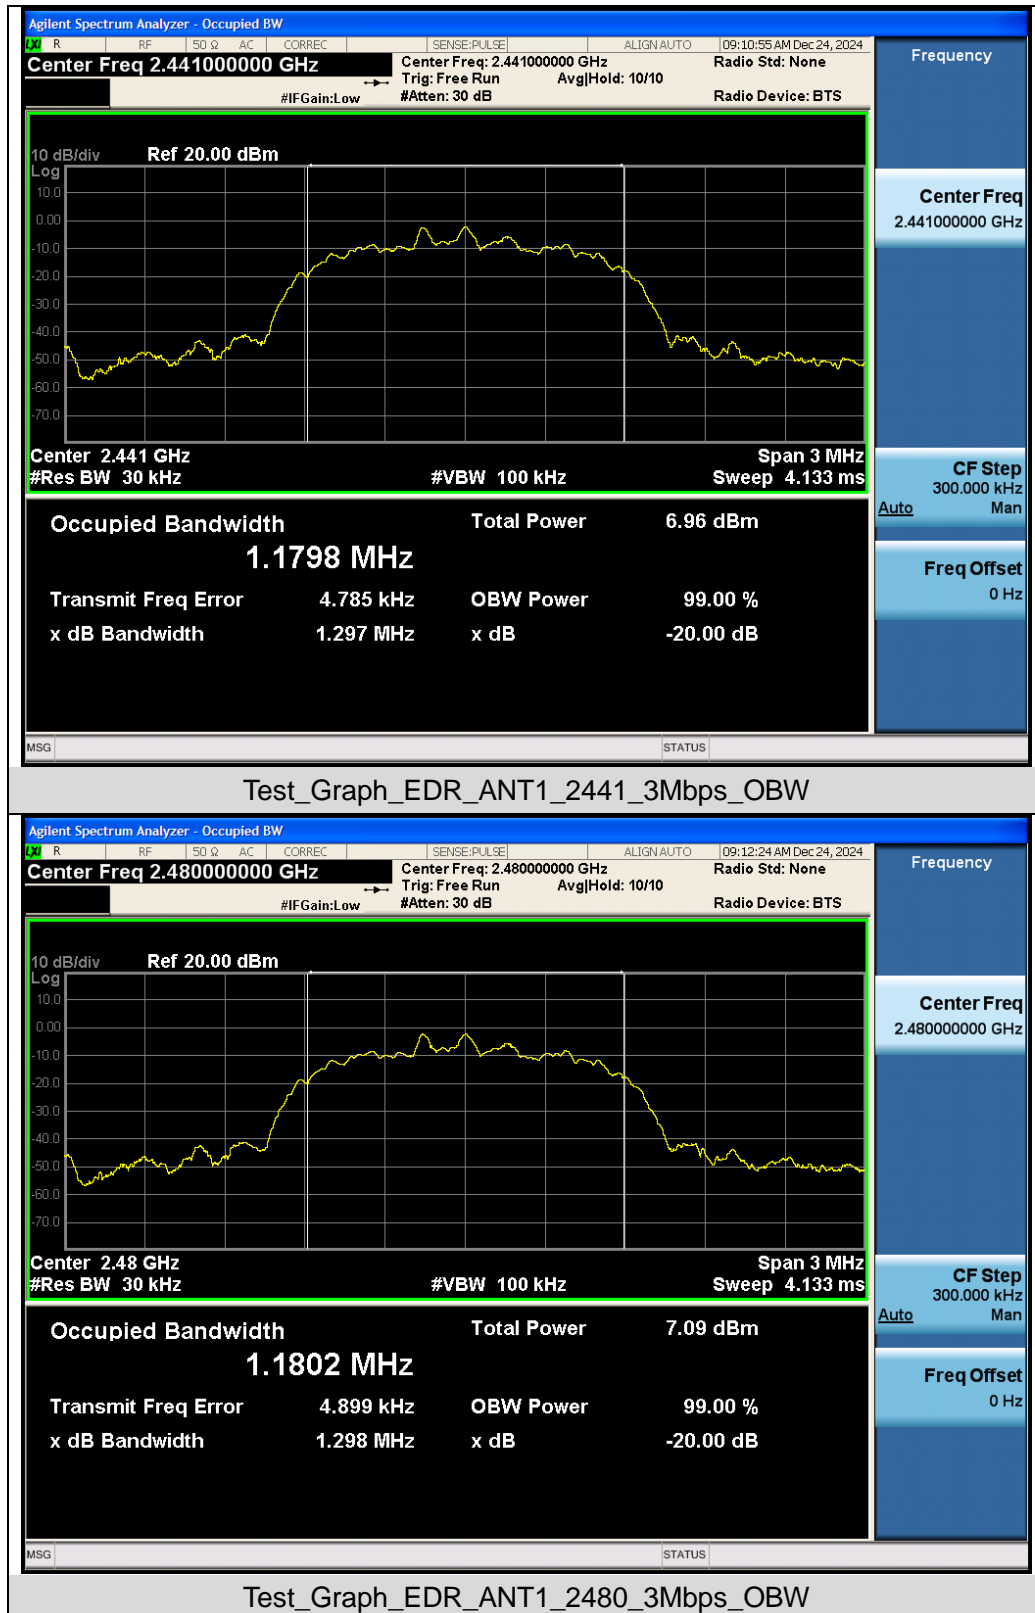 Agilent Spectrum Analyzer - Occupied BW
LXI R RF 50 Ω AC CORREC SENSE:PULSE ALIGN AUTO 09:10:55 AM Dec 24, 2024
Center Freq 2.441000000 GHz Center Freq: 2.441000000 GHz Radio Std: None
Trig: Free Run Avg|Hold: 10/10
#IFGain:Low #Atten: 30 dB Radio Device: BTS
Frequency
10 dB/div Ref 20.00 dBm
Log
10.0
0.00
-10.0
-20.0
-30.0
-40.0
-50.0
-60.0
-70.0
Center 2.441 GHz Span 3 MHz
#Res BW 30 kHz #VBW 100 kHz Sweep 4.133 ms
Center Freq
2.441000000 GHz
CF Step
300.000 kHz
Auto Man
Freq Offset
0 Hz
Occupied Bandwidth Total Power 6.96 dBm
1.1798 MHz
Transmit Freq Error 4.785 kHz OBW Power 99.00 %
x dB Bandwidth 1.297 MHz x dB -20.00 dB
MSG STATUS
Test_Graph_EDR_ANT1_2441_3Mbps_OBW
Agilent Spectrum Analyzer - Occupied BW
LXI R RF 50 Ω AC CORREC SENSE:PULSE ALIGN AUTO 09:12:24 AM Dec 24, 2024
Center Freq 2.480000000 GHz Center Freq: 2.480000000 GHz Radio Std: None
Trig: Free Run Avg|Hold: 10/10
#IFGain:Low #Atten: 30 dB Radio Device: BTS
Frequency
10 dB/div Ref 20.00 dBm
Log
10.0
0.00
-10.0
-20.0
-30.0
-40.0
-50.0
-60.0
-70.0
Center 2.48 GHz Span 3 MHz
#Res BW 30 kHz #VBW 100 kHz Sweep 4.133 ms
Center Freq
2.480000000 GHz
CF Step
300.000 kHz
Auto Man
Freq Offset
0 Hz
Occupied Bandwidth Total Power 7.09 dBm
1.1802 MHz
Transmit Freq Error 4.899 kHz OBW Power 99.00 %
x dB Bandwidth 1.298 MHz x dB -20.00 dB
MSG STATUS
Test_Graph_EDR_ANT1_2480_3Mbps_OBW